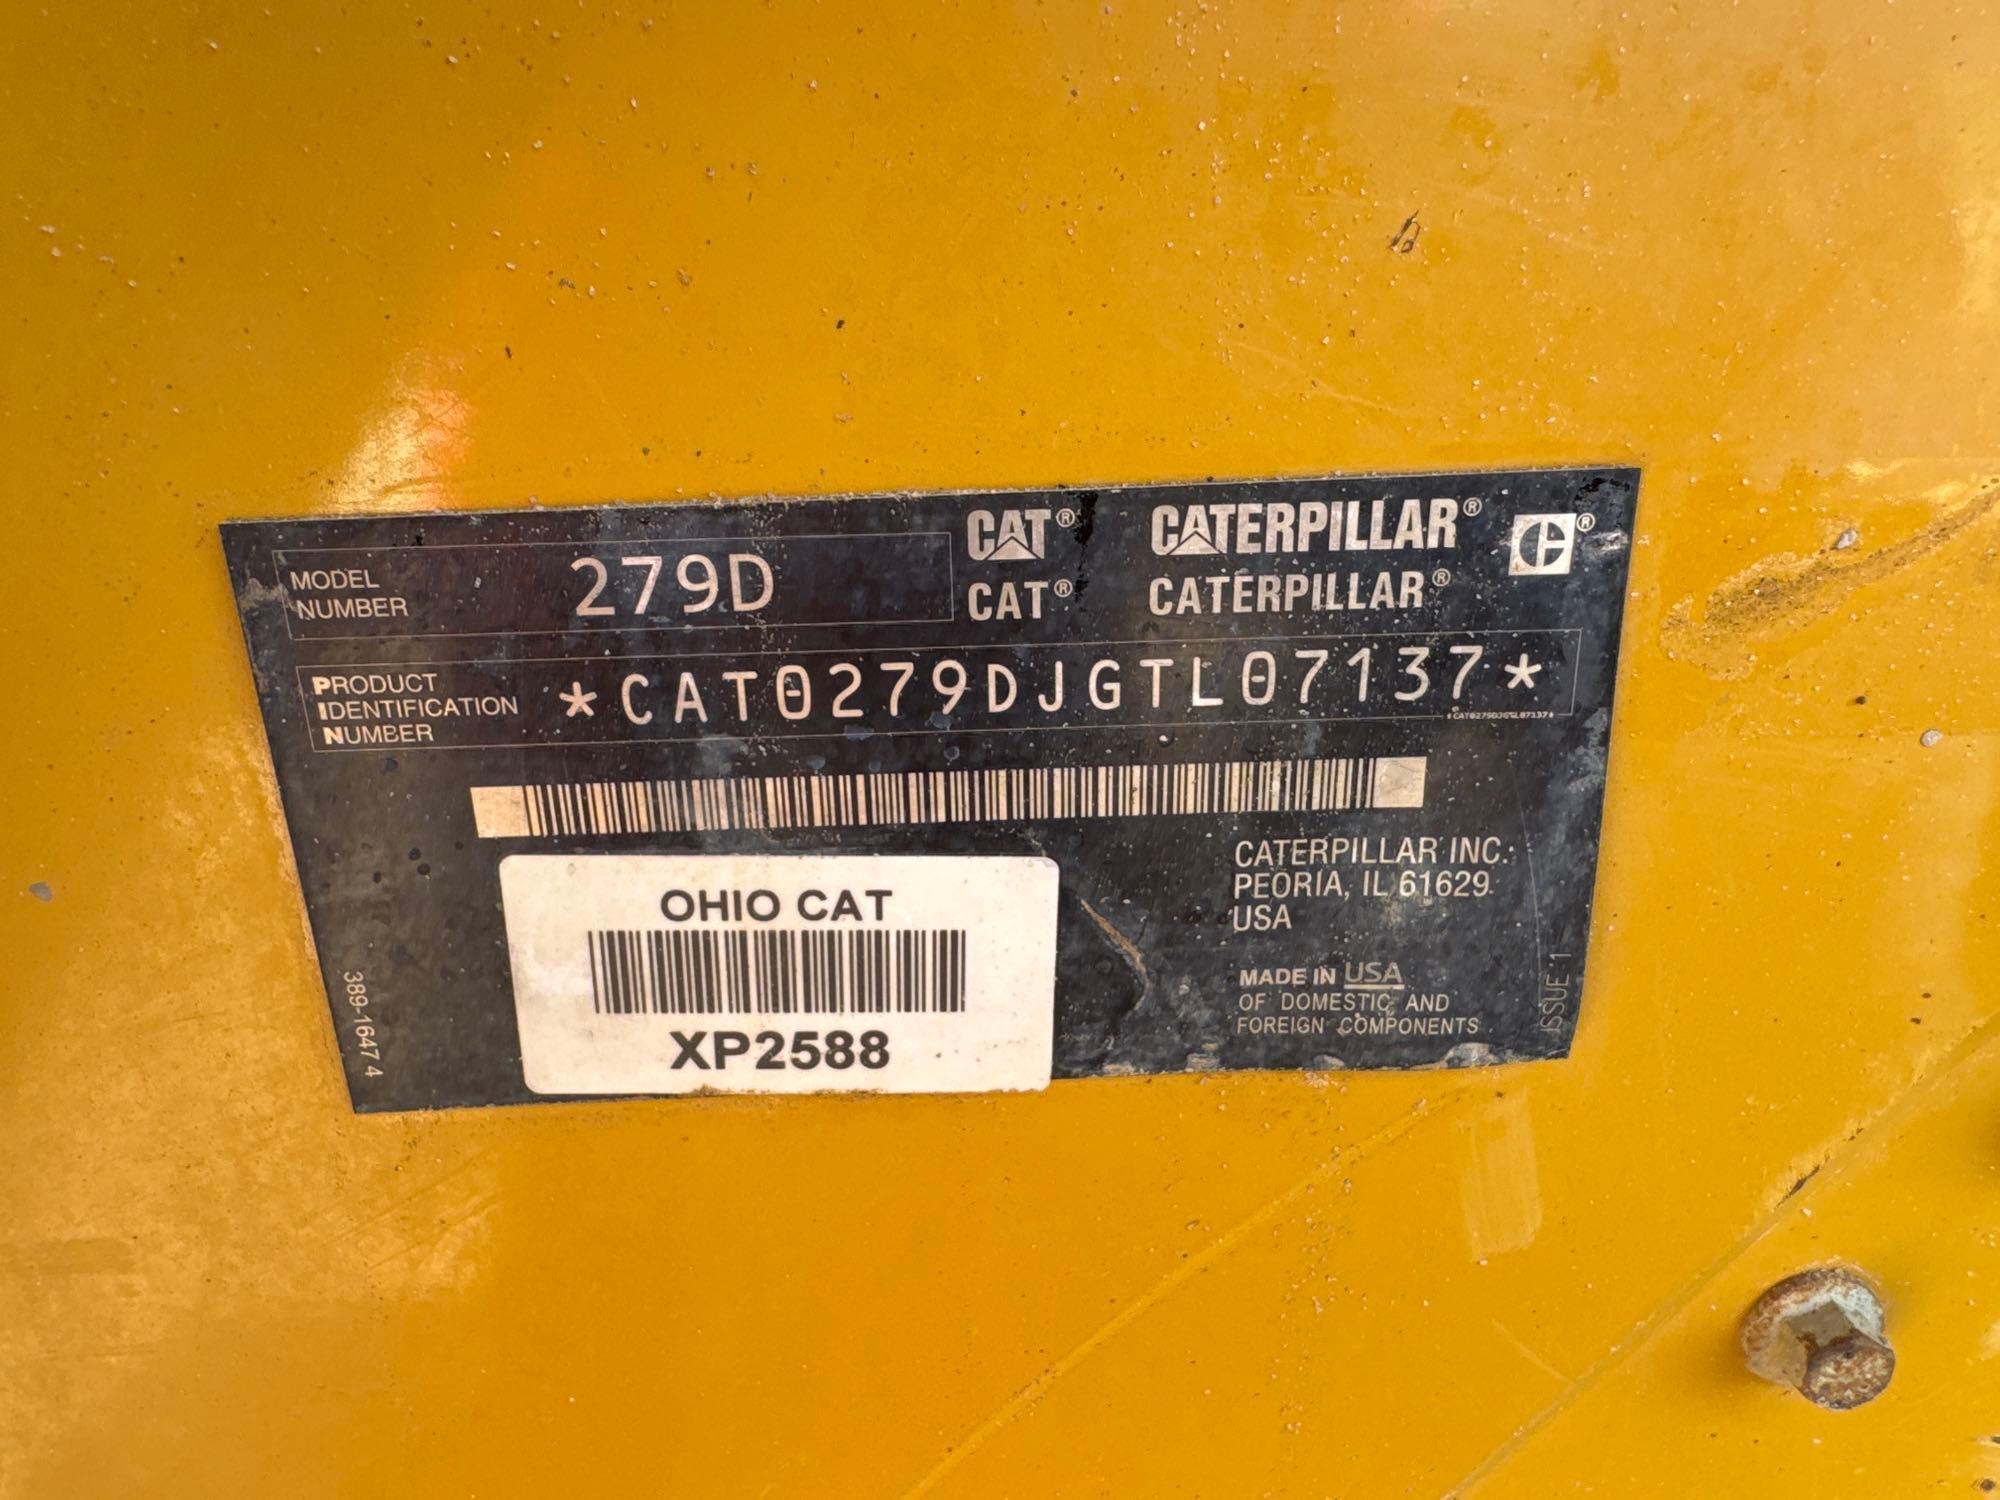 MODEL
NUMBER
279D
CAT® CATERPILLAR® ®
CAT® CATERPILLAR®
PRODUCT
IDENTIFICATION
NUMBER
*CAT0279DJGTL07137*
OHIO CAT
XP2588
CATERPILLAR INC.
PEORIA, IL 61629
USA
MADE IN USA
OF DOMESTIC AND
FOREIGN COMPONENTS
389-1647 4
ISSUE 1